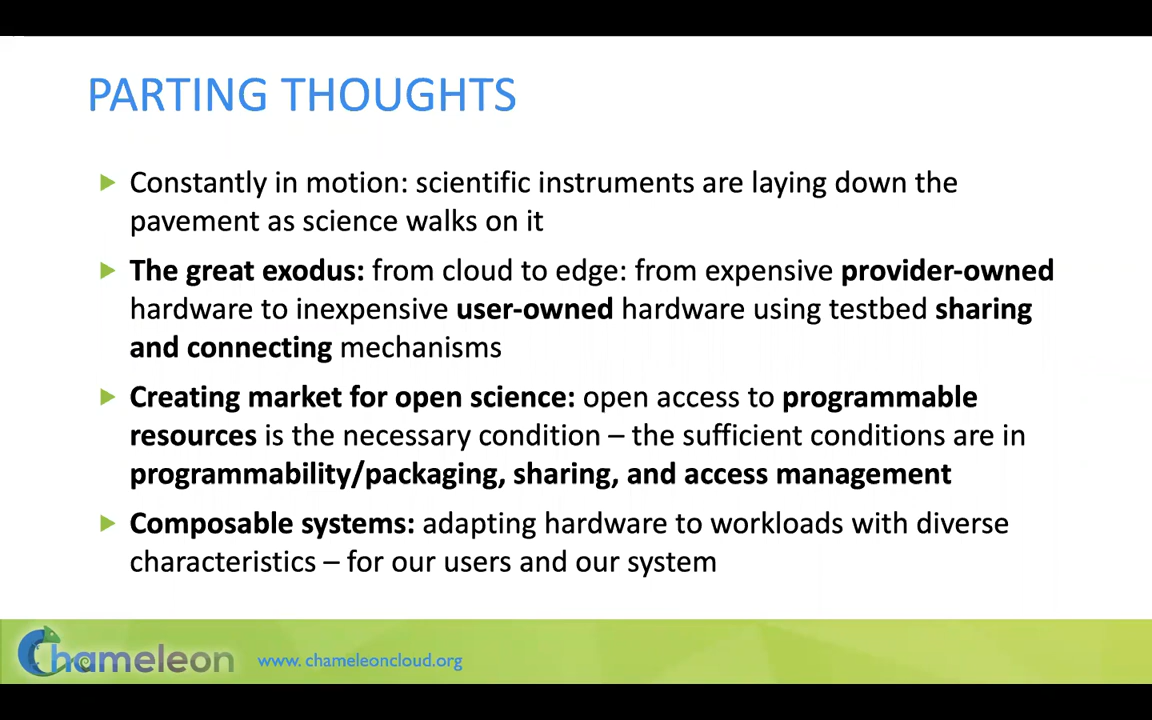 PARTING THOUGHTS
Constantly in motion: scientific instruments are laying down the
pavement as science walks on it
The great exodus: from cloud to edge: from expensive provider-owned
hardware to inexpensive user-owned hardware using testbed sharing
and connecting mechanisms
Creating market for open science: open access to programmable
resources is the necessary condition – the sufficient conditions are in
programmability/packaging, sharing, and access management
Composable systems: adapting hardware to workloads with diverse
characteristics – for our users and our system
Chameleon
www. chameleoncloud.org